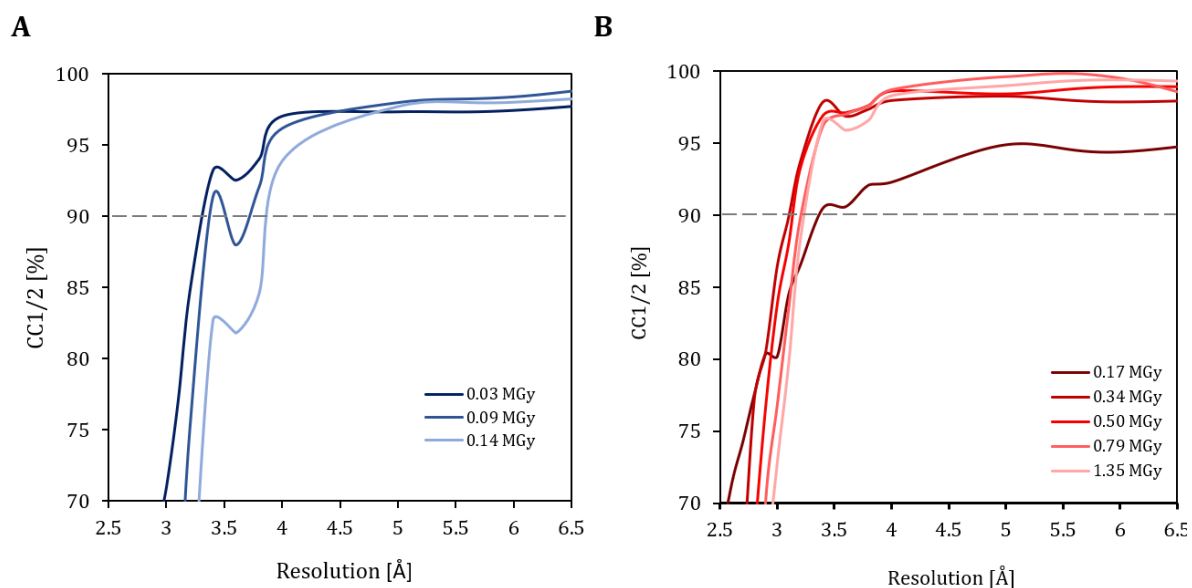 A
CC1/2 [%]
100
95
90
85
80
75
70
2.5 3 3.5 4 4.5 5 5.5 6 6.5
Resolution [Å]
0.03 MGy
0.09 MGy
0.14 MGy
B
CC1/2 [%]
100
95
90
85
80
75
70
2.5 3 3.5 4 4.5 5 5.5 6 6.5
Resolution [Å]
0.17 MGy
0.34 MGy
0.50 MGy
0.79 MGy
1.35 MGy